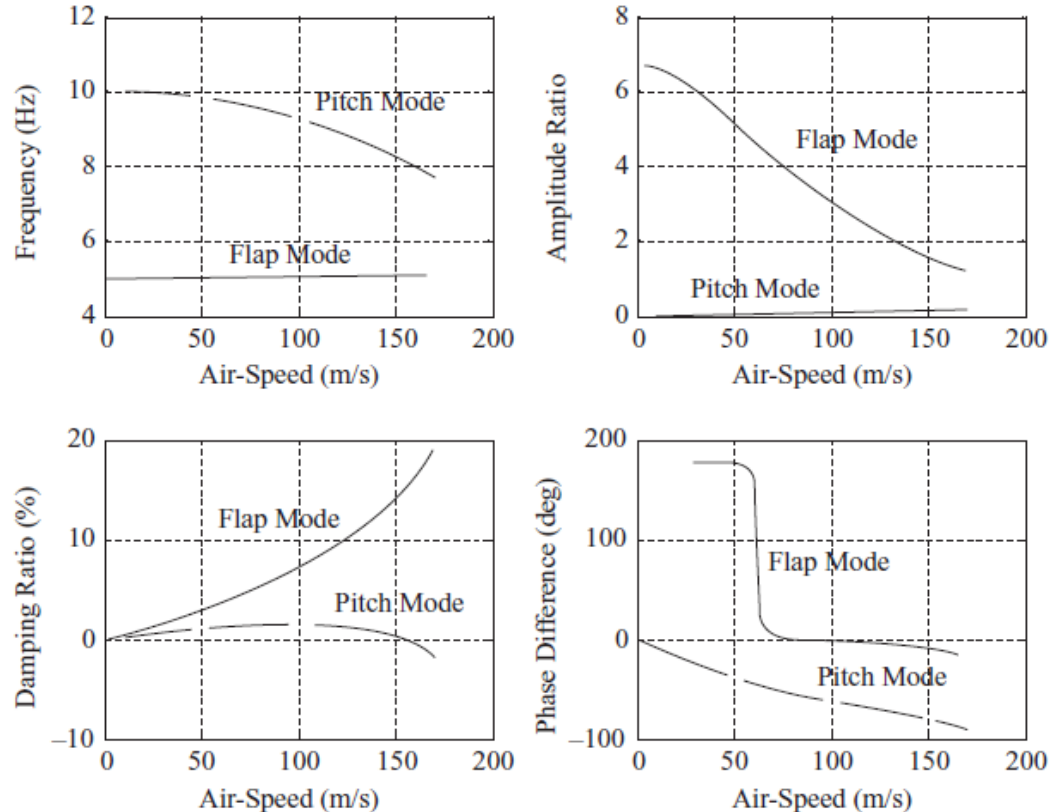 Frequency (Hz)
12
10
8
6
4
Pitch Mode
Flap Mode
0 50 100 150 200
Air-Speed (m/s)
Amplitude Ratio
8
6
4
2
0
Flap Mode
Pitch Mode
0 50 100 150 200
Air-Speed (m/s)
Damping Ratio (%)
20
10
0
–10
Flap Mode
Pitch Mode
0 50 100 150 200
Air-Speed (m/s)
Phase Difference (deg)
200
100
0
–100
Flap Mode
Pitch Mode
0 50 100 150 200
Air-Speed (m/s)